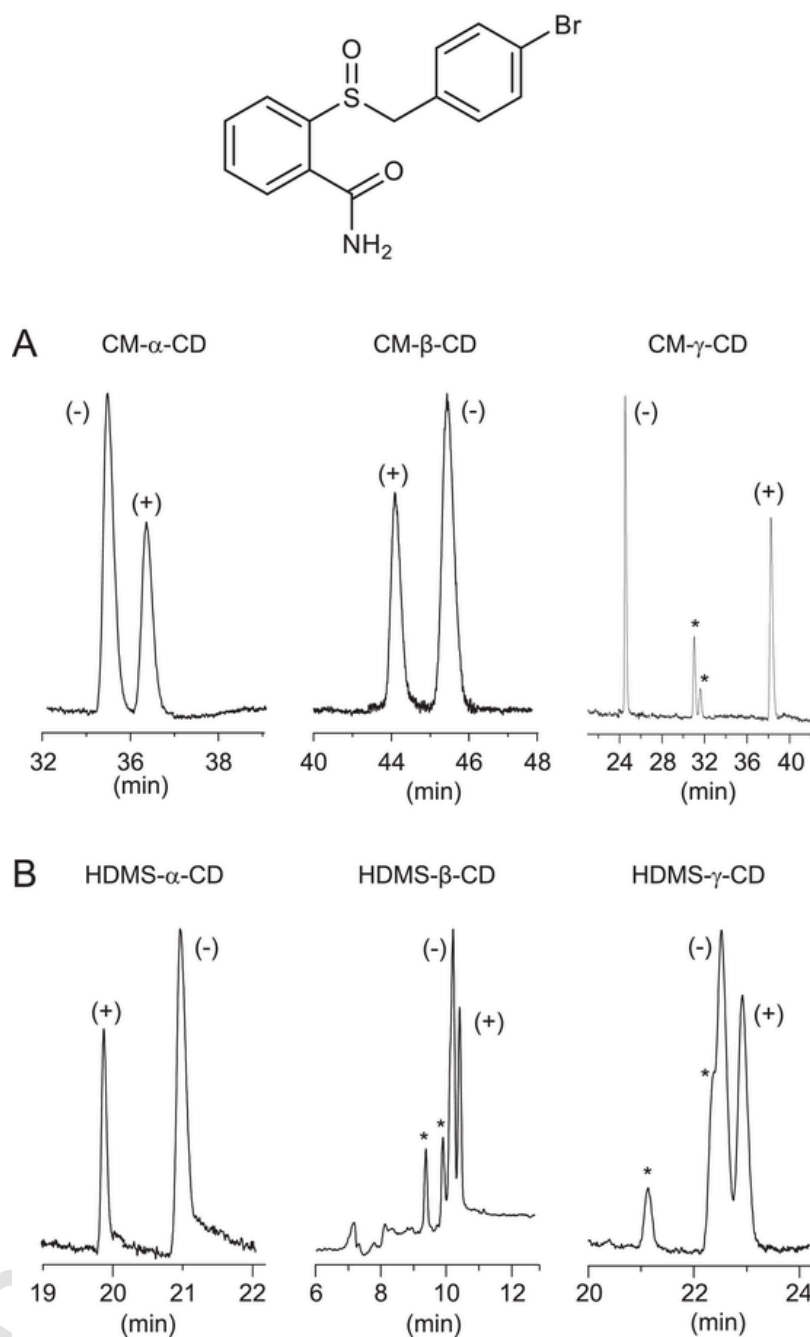 O
S
Br
O
NH2
A
CM-α-CD
CM-β-CD
CM-γ-CD
(-)
(+)
(+)
(-)
(-)
(+)
*
*
32 34 36 38
(min)
40 42 44 46 48
(min)
24 28 32 36 40
(min)
B
HDMS-α-CD
HDMS-β-CD
HDMS-γ-CD
(+)
(-)
(-)
(+)
*
*
(-)
(+)
*
*
19 20 21 22
(min)
6 8 10 12
(min)
20 22 24
(min)